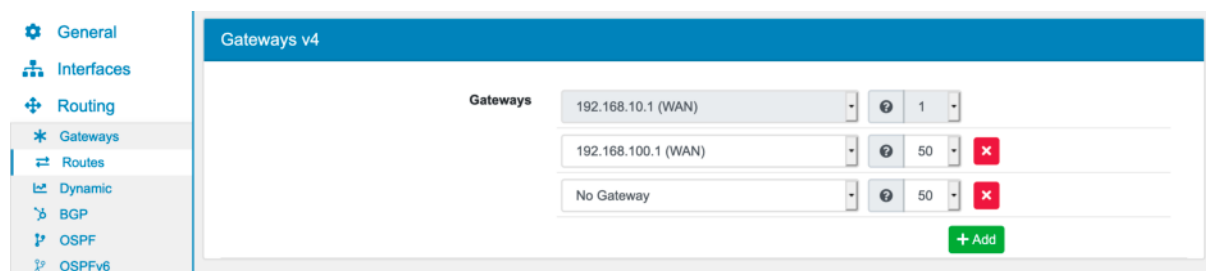 General
Interfaces
Routing
Gateways
Routes
Dynamic
BGP
OSPF
OSPFv6
Gateways v4
Gateways
192.168.10.1 (WAN) 1
192.168.100.1 (WAN) 50
No Gateway 50
Add